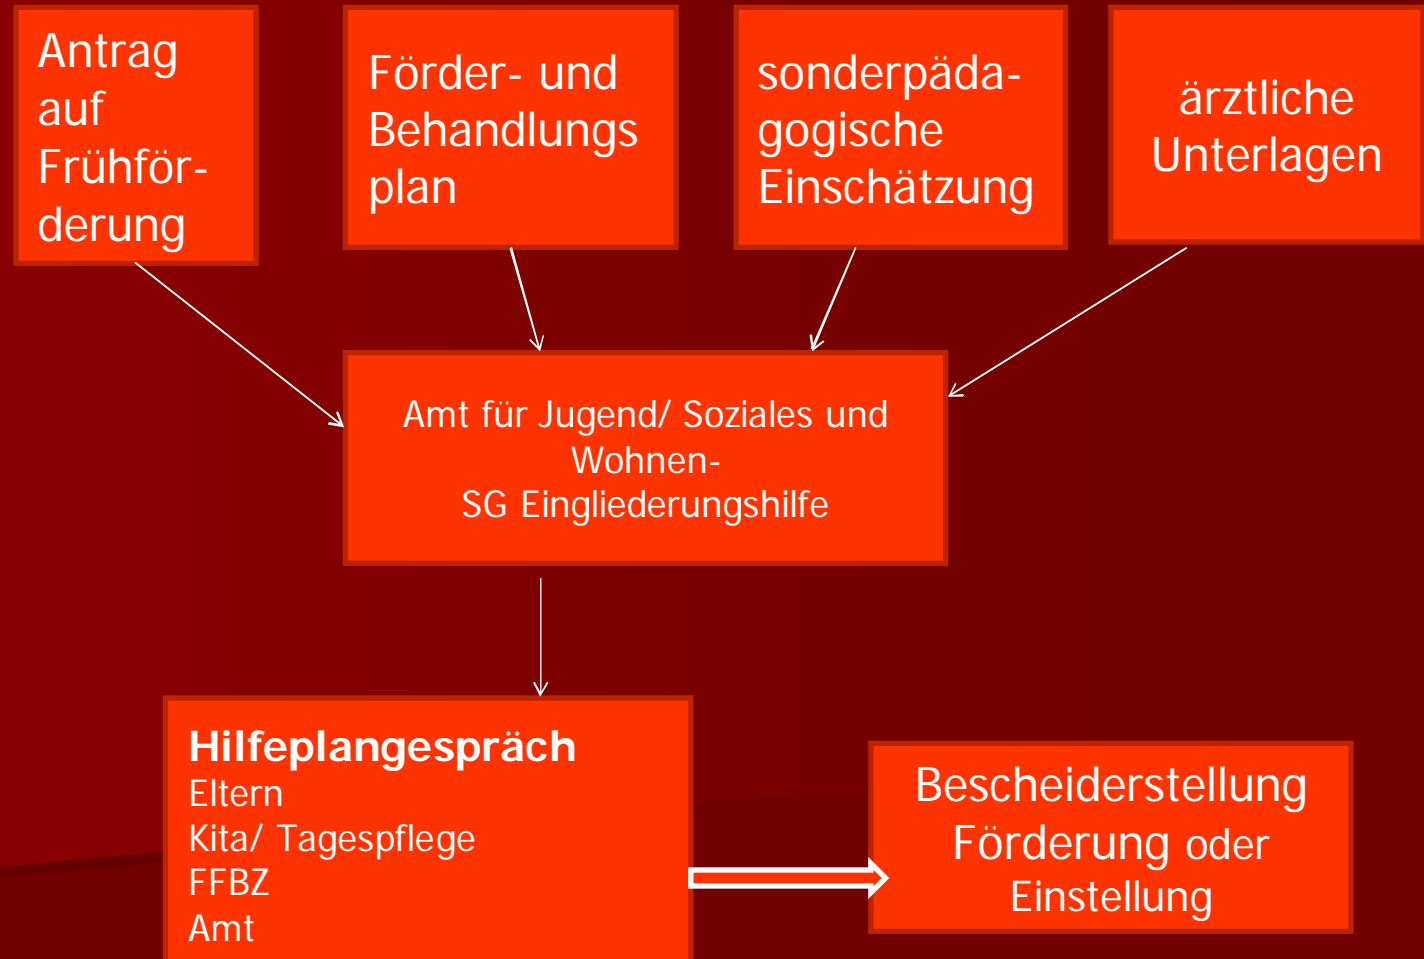 Antrag
auf
Frühför-
derung
Förder- und
Behandlungs
plan
sonderpäda-
gogische
Einschätzung
ärztliche
Unterlagen
Amt für Jugend/ Soziales und
Wohnen-
SG Eingliederungshilfe
Hilfeplangespräch
Eltern
Kita/ Tagespflege
FFBZ
Amt
Bescheiderstellung
Förderung oder
Einstellung